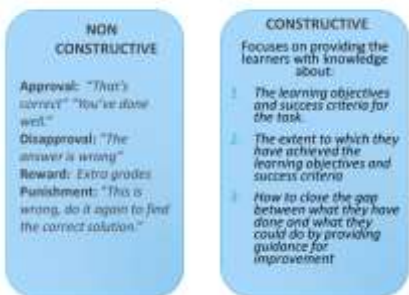 NON
CONSTRUCTIVE
Approval: "That's
correct" "You've done
well."
Disapproval: "The
answer is wrong"
Reward: Extra grades
Punishment: "This is
wrong, do it again to find
the correct solution."
CONSTRUCTIVE
Focuses on providing the
learners with knowledge
about:
1. The learning objectives
and success criteria for
the task.
2. The extent to which they
have achieved the
learning objectives and
success criteria
3. How to close the gap
between what they have
done and what they
could do by providing
guidance for
improvement